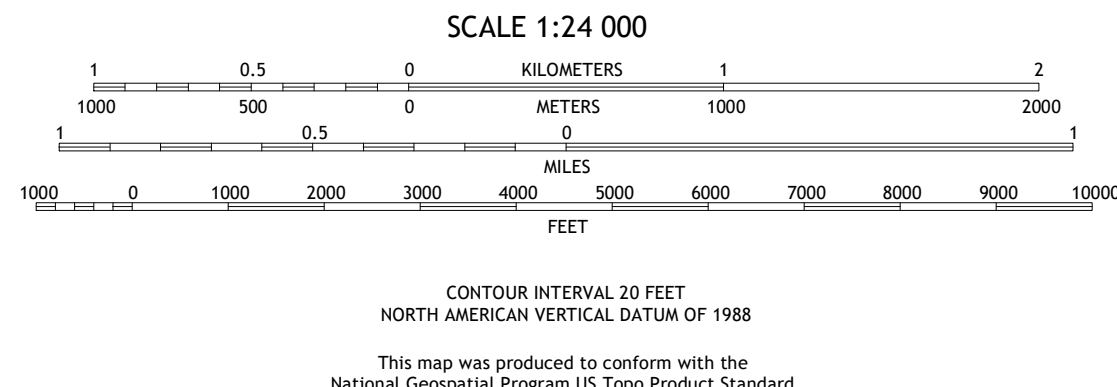 SCALE 1:24 000
1 0.5 0 KILOMETERS 1 2
1000 500 0 METERS 1000 2000
1 0.5 0 1
MILES
1000 0 1000 2000 3000 4000 5000 6000 7000 8000 9000 10000
FEET
CONTOUR INTERVAL 20 FEET
NORTH AMERICAN VERTICAL DATUM OF 1988
This map was produced to conform with the
National Geospatial Program US Topo Product Standard